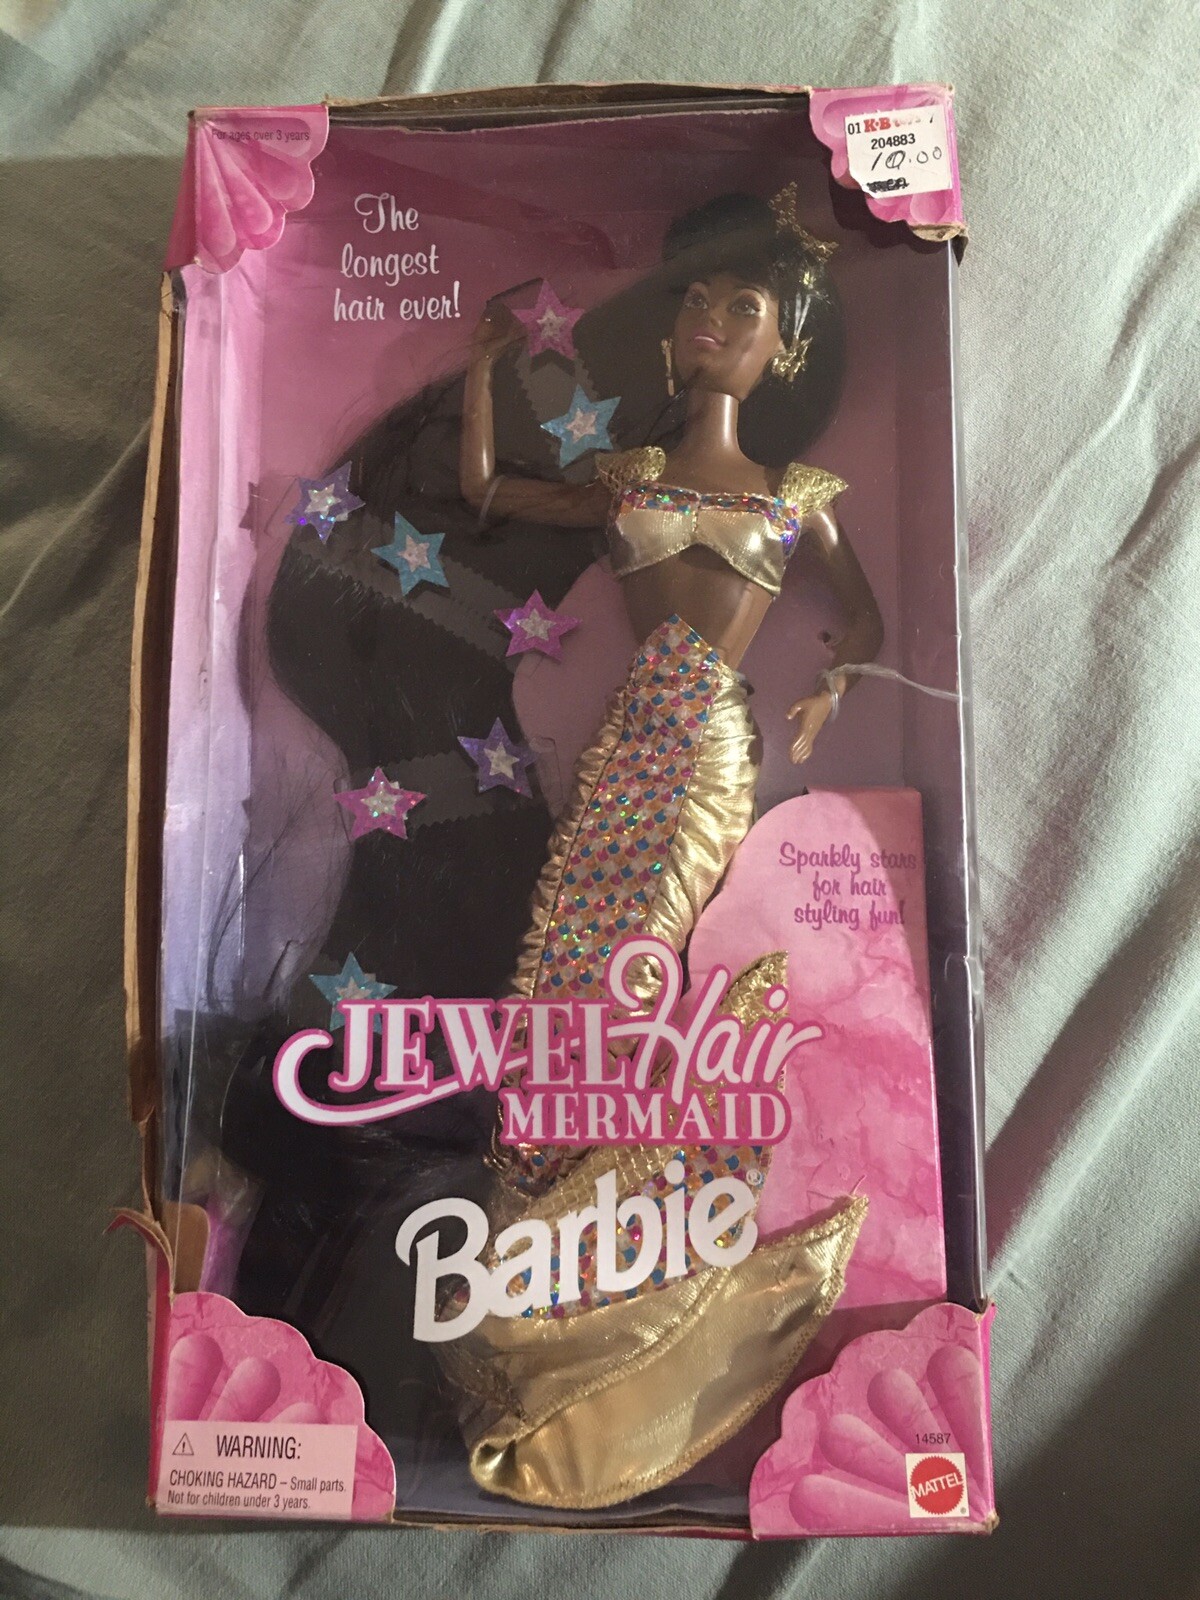 For ages over 3 years
01 K·B
204883
10.00
The
longest
hair ever!
Sparkly stars
for hair
styling fun!
JEWEL Hair
MERMAID
Barbie®
14587
MATTEL®
WARNING:
CHOKING HAZARD – Small parts.
Not for children under 3 years.